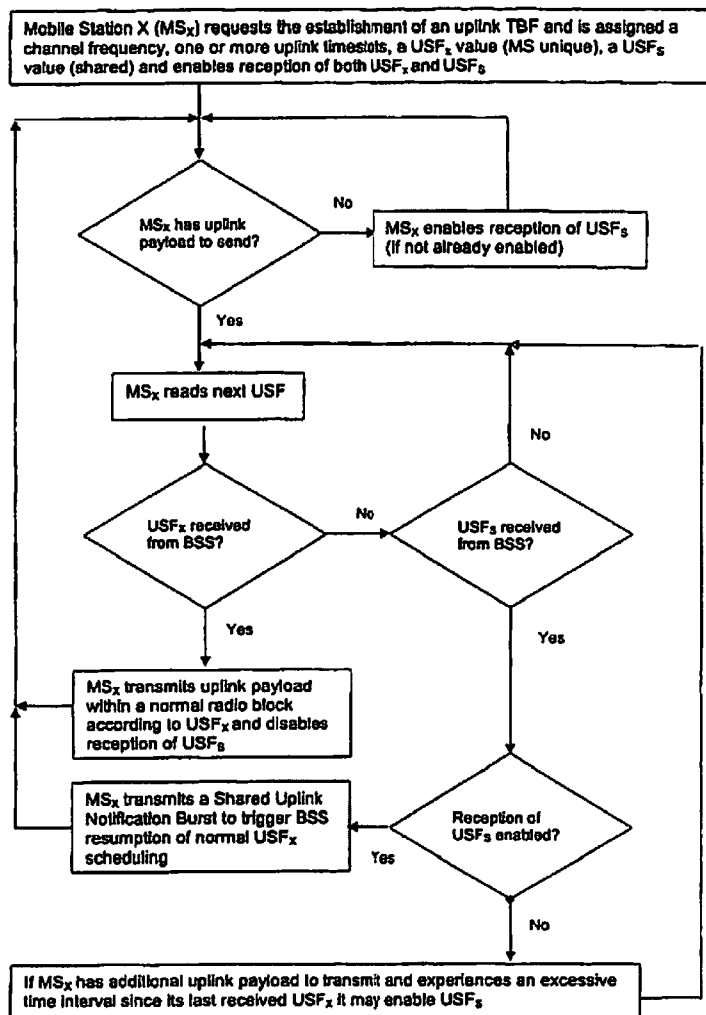 Mobile Station X (MSx) requests the establishment of an uplink TBF and is assigned a
channel frequency, one or more uplink timeslots, a USFx value (MS unique), a USFs
value (shared) and enables reception of both USFx and USFs
MSx has uplink
payload to send?
No
MSx enables reception of USFs
(if not already enabled)
Yes
MSx reads next USF
No
USFx received
from BSS?
No
USFs received
from BSS?
Yes
Yes
MSx transmits uplink payload
within a normal radio block
according to USFx and disables
reception of USFs
MSx transmits a Shared Uplink
Notification Burst to trigger BSS
resumption of normal USFx
scheduling
Yes
Reception of
USFs enabled?
No
If MSx has additional uplink payload to transmit and experiences an excessive
time interval since its last received USFx it may enable USFs